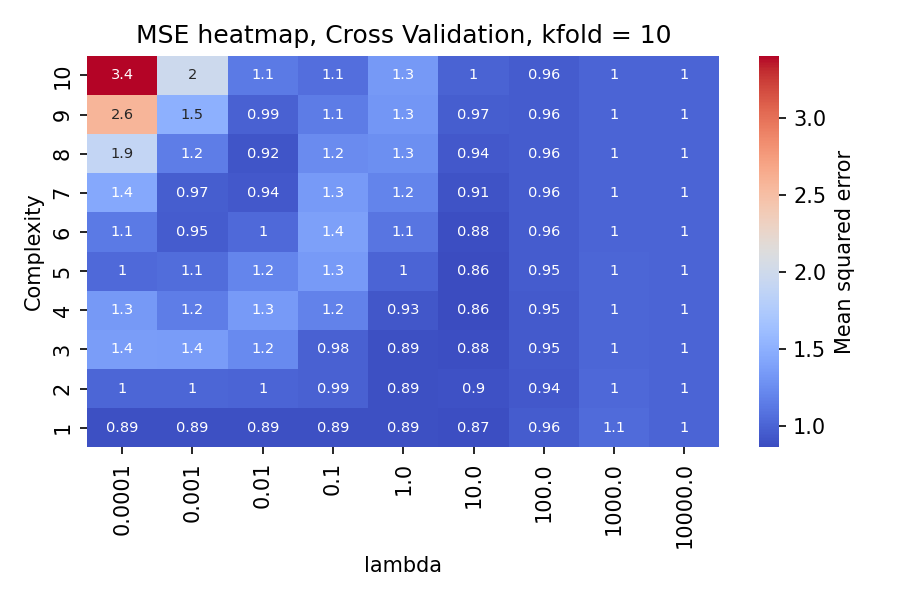 MSE heatmap, Cross Validation, kfold = 10
Complexity
10 3.4 2 1.1 1.1 1.3 1 0.96 1 1
9 2.6 1.5 0.99 1.1 1.3 0.97 0.96 1 1
8 1.9 1.2 0.92 1.2 1.3 0.94 0.96 1 1
7 1.4 0.97 0.94 1.3 1.2 0.91 0.96 1 1
6 1.1 0.95 1 1.4 1.1 0.88 0.96 1 1
5 1 1.1 1.2 1.3 1 0.86 0.95 1 1
4 1.3 1.2 1.3 1.2 0.93 0.86 0.95 1 1
3 1.4 1.4 1.2 0.98 0.89 0.88 0.95 1 1
2 1 1 1 0.99 0.89 0.9 0.94 1 1
1 0.89 0.89 0.89 0.89 0.89 0.87 0.96 1.1 1
0.0001 0.001 0.01 0.1 1.0 10.0 100.0 1000.0 10000.0
lambda
3.0
2.5
2.0
1.5
1.0
Mean squared error